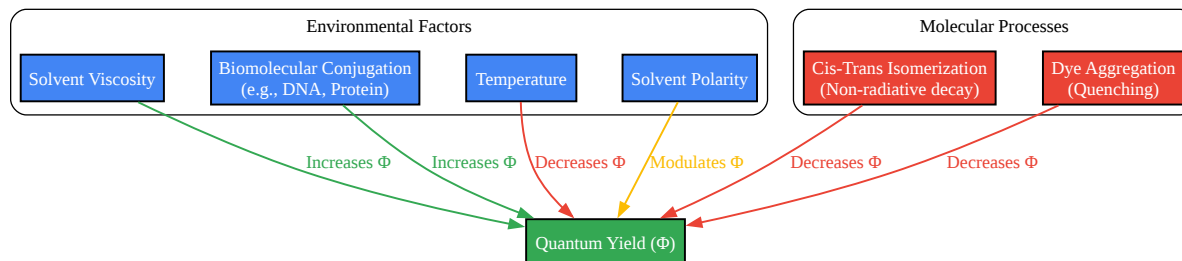 Environmental Factors
Molecular Processes
Solvent Viscosity
Biomolecular Conjugation
(e.g., DNA, Protein)
Temperature
Solvent Polarity
Cis-Trans Isomerization
(Non-radiative decay)
Dye Aggregation
(Quenching)
Increases Φ
Increases Φ
Decreases Φ
Modulates Φ
Decreases Φ
Decreases Φ
Quantum Yield (Φ)